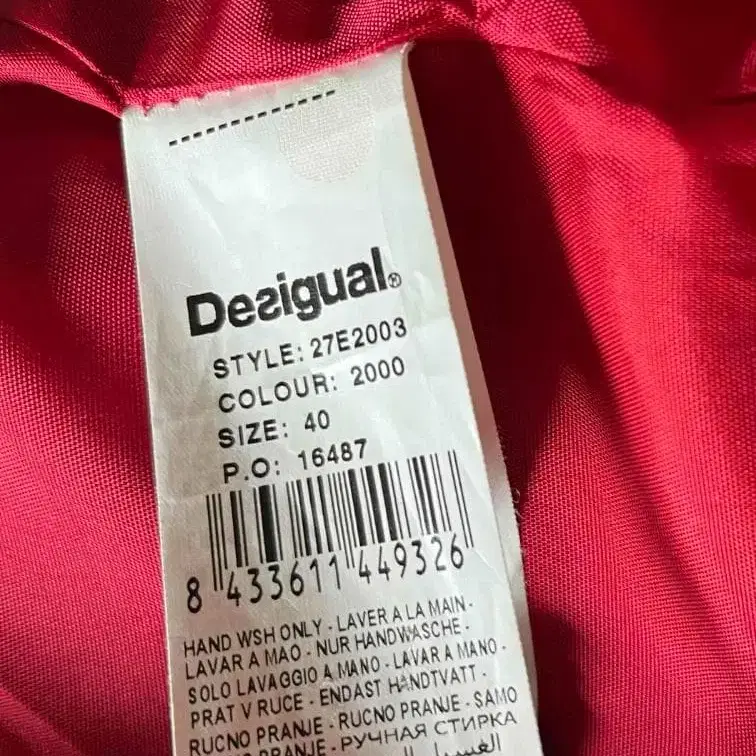 Desigual®
STYLE: 27E2003
COLOUR: 2000
SIZE: 40
P.O: 16487
8 433611 449326
HAND WSH ONLY - LAVER A LA MAIN -
LAVAR A MAO - NUR HANDWASCHE -
SOLO LAVAGGIO A MANO - LAVAR A MANO -
PRAT V RUCE - ENDAST HANDTVATT -
RUCNO PRANJE - RUCNO PRANJE - SAMO
PRANJE - РУЧНАЯ СТИРКА